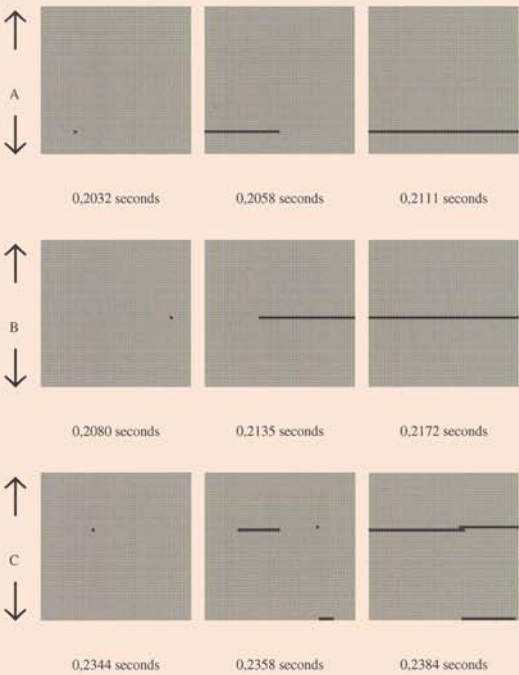 A
0,2032 seconds 0,2058 seconds 0,2111 seconds
B
0,2080 seconds 0,2135 seconds 0,2172 seconds
C
0,2344 seconds 0,2358 seconds 0,2384 seconds